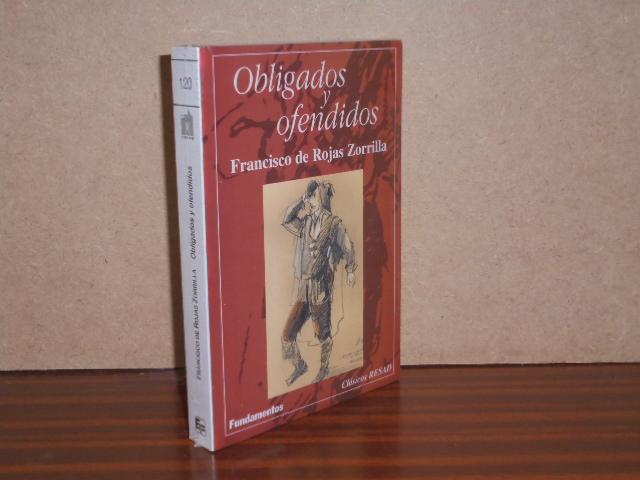 Obligados
y
ofendidos
Francisco de Rojas Zorrilla
Clásicos RESAD
Fundamentos
120
FRANCISCO DE ROJAS ZORRILLA Obligados y ofendidos